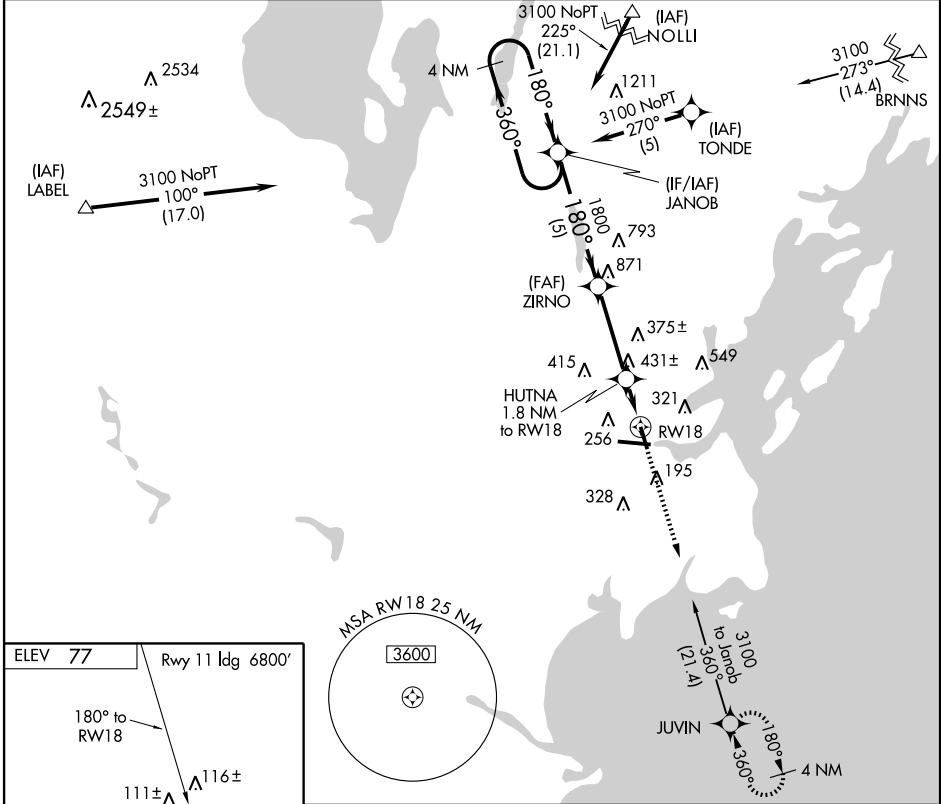 3100 NoPT
225°
(21.1)
(IAF)
NOLLI
4 NM
180°
360°
1211
2534
2549±
3100
273°
(14.4)
BRNNS
3100 NoPT
270°
(5)
(IAF)
TONDE
(IAF)
LABEL
3100 NoPT
100°
(17.0)
(IF/IAF)
JANOB
1800
180°
(5)
793
871
(FAF)
ZIRNO
375±
431±
549
415
HUTNA
1.8 NM
to RW18
321
256
RW18
195
328
MSA RW18 25 NM
3600
3100
to Janob
360°
(21.4)
JUVIN
180°
360°
4 NM
ELEV 77
Rwy 11 ldg 6800'
180° to
RW18
116±
111±